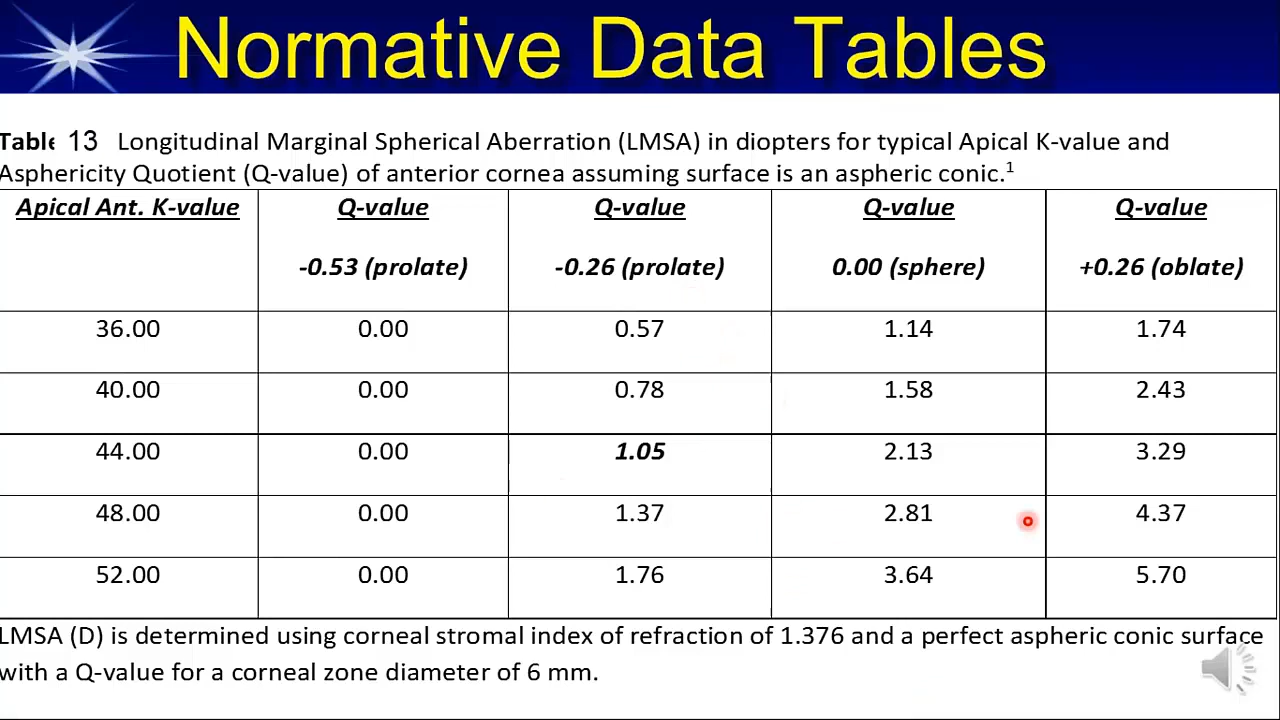 Normative Data Tables
Table 13 Longitudinal Marginal Spherical Aberration (LMSA) in diopters for typical Apical K-value and
Asphericity Quotient (Q-value) of anterior cornea assuming surface is an aspheric conic.1
Apical Ant. K-value Q-value Q-value Q-value Q-value
-0.53 (prolate) -0.26 (prolate) 0.00 (sphere) +0.26 (oblate)
36.00 0.00 0.57 1.14 1.74
40.00 0.00 0.78 1.58 2.43
44.00 0.00 1.05 2.13 3.29
48.00 0.00 1.37 2.81 4.37
52.00 0.00 1.76 3.64 5.70
LMSA (D) is determined using corneal stromal index of refraction of 1.376 and a perfect aspheric conic surface
with a Q-value for a corneal zone diameter of 6 mm.